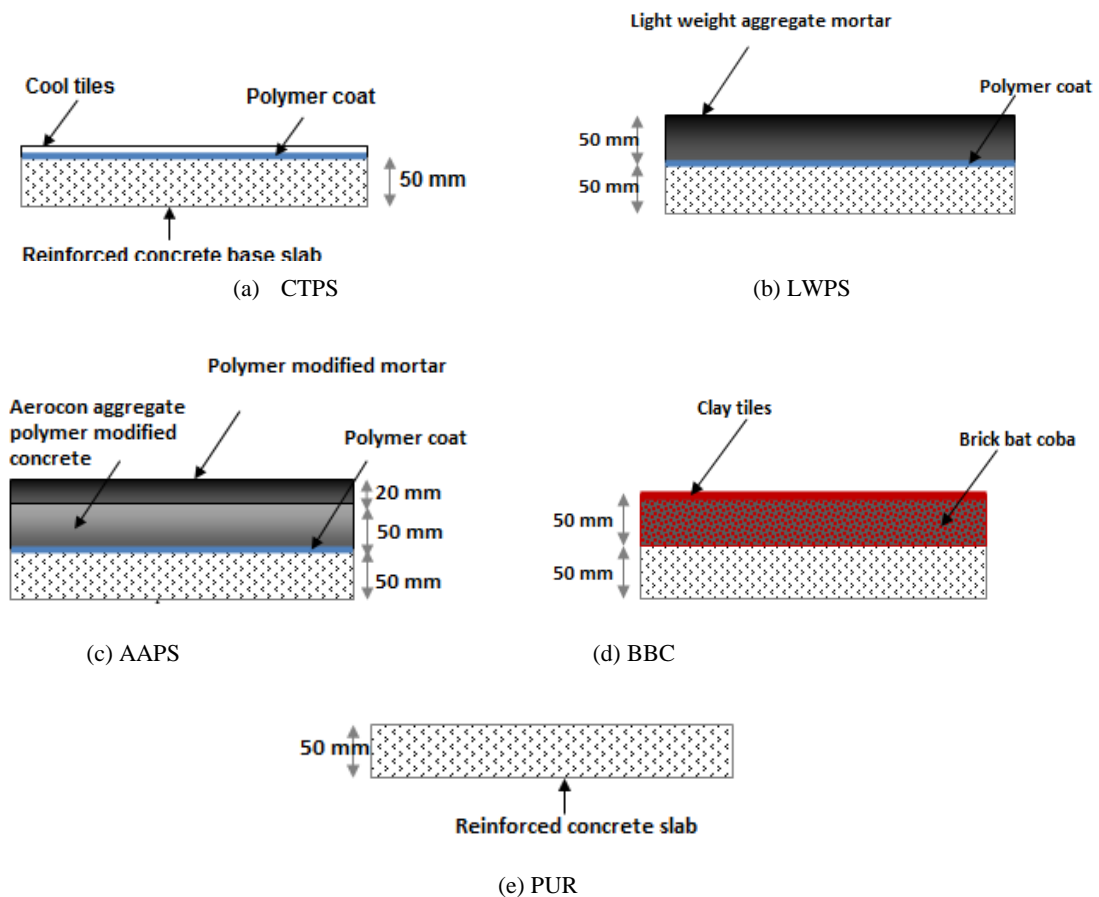 Cool tiles
Polymer coat
50 mm
Reinforced concrete base slab
(a) CTPS
Light weight aggregate mortar
Polymer coat
50 mm
50 mm
(b) LWPS
Polymer modified mortar
Aerocon aggregate
polymer modified
concrete
Polymer coat
20 mm
50 mm
50 mm
(c) AAPS
Clay tiles
Brick bat coba
50 mm
50 mm
(d) BBC
50 mm
Reinforced concrete slab
(e) PUR